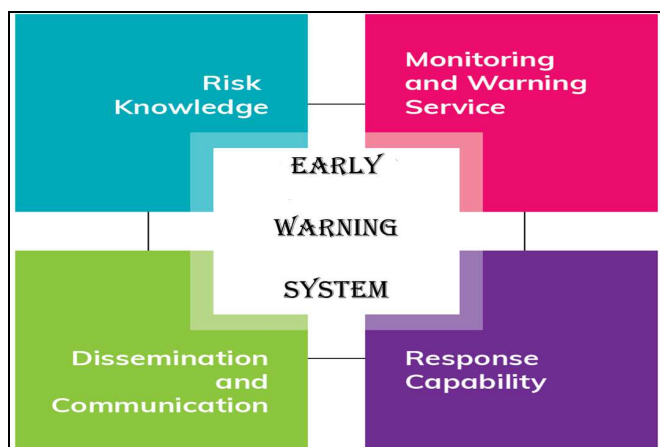 Risk
Knowledge
Monitoring
and Warning
Service
EARLY
WARNING
SYSTEM
Dissemination
and
Communication
Response
Capability